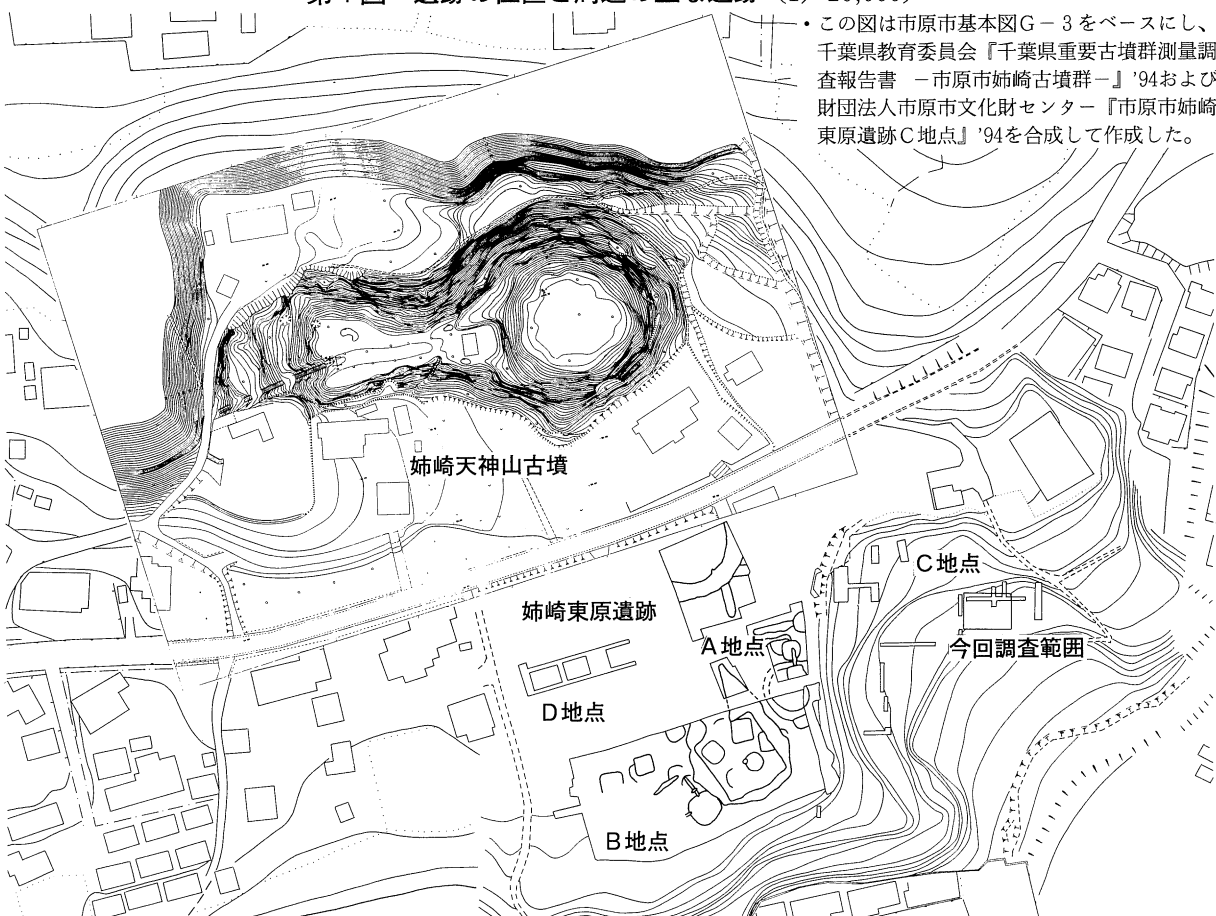 ・この図は市原市基本図G－3をベースにし、
千葉県教育委員会『千葉県重要古墳群測量調
査報告書　－市原市姉崎古墳群－』’94および
財団法人市原市文化財センター『市原市姉崎
東原遺跡C地点』’94を合成して作成した。
姉崎天神山古墳
C地点
姉崎東原遺跡
A地点
今回調査範囲
D地点
B地点